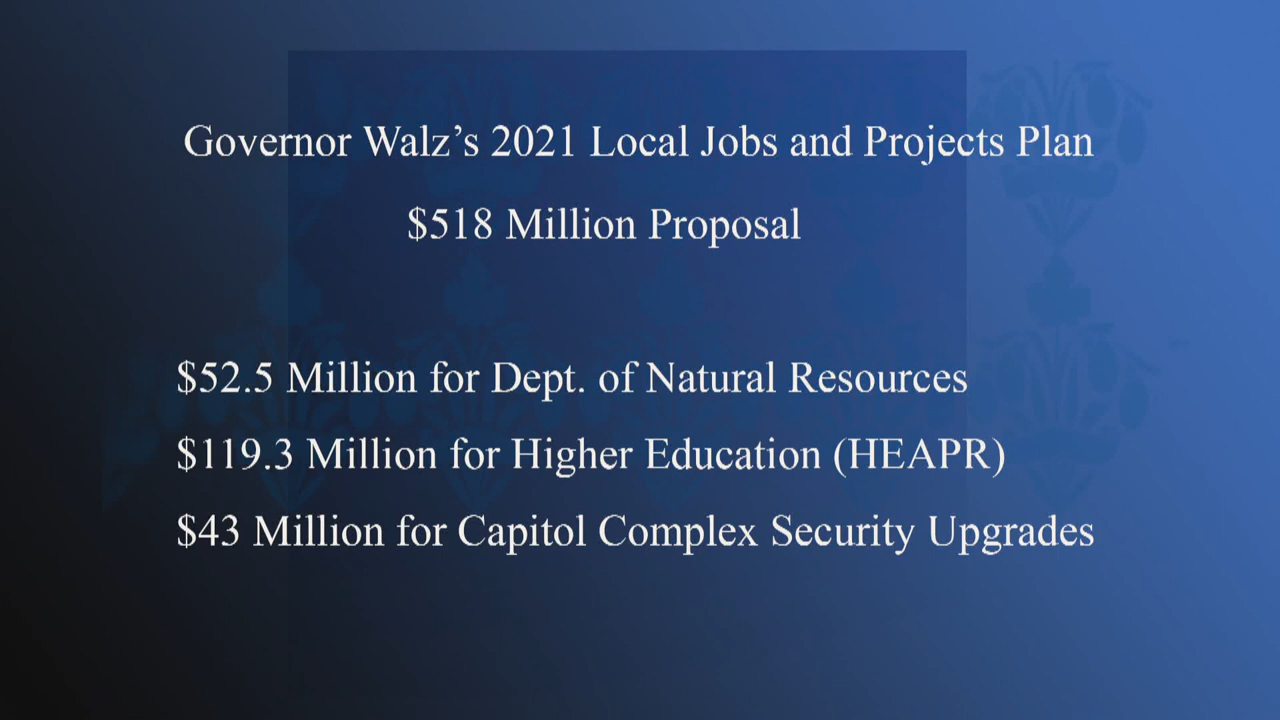 Governor Walz’s 2021 Local Jobs and Projects Plan
$518 Million Proposal
$52.5 Million for Dept. of Natural Resources
$119.3 Million for Higher Education (HEAPR)
$43 Million for Capitol Complex Security Upgrades